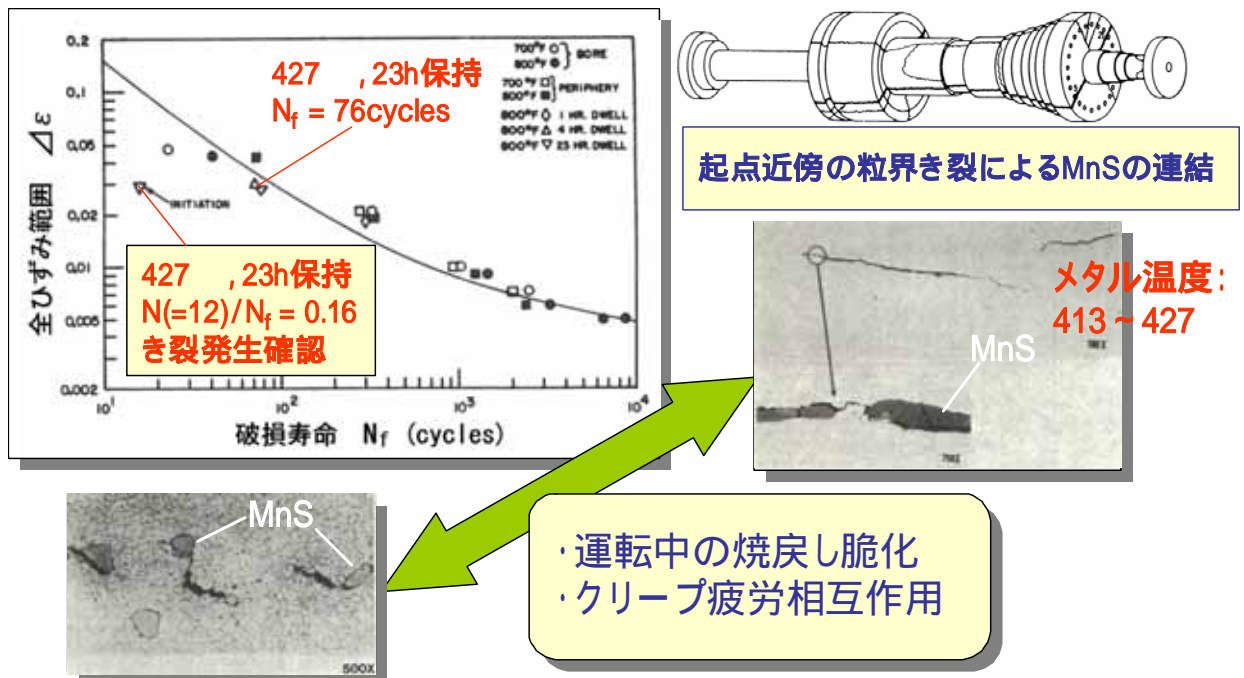 0.2
0.1
0.05
0.02
0.01
0.005
0.002
全ひずみ範囲 Δε
10¹
10²
10³
10⁴
破損寿命 Nf (cycles)
427 , 23h保持
Nf = 76cycles
700°F ○ } BORE
800°F ●
700°F □ } PERIPHERY
800°F ■
800°F ◇ 1 HR. DWELL
800°F △ 4 HR. DWELL
800°F ▽ 23 HR. DWELL
INITIATION
427 , 23h保持
N(=12)/Nf = 0.16
き裂発生確認
起点近傍の粒界き裂によるMnSの連結
メタル温度:
413~427
MnS
MnS
500X
・運転中の焼戻し脆化
・クリープ疲労相互作用